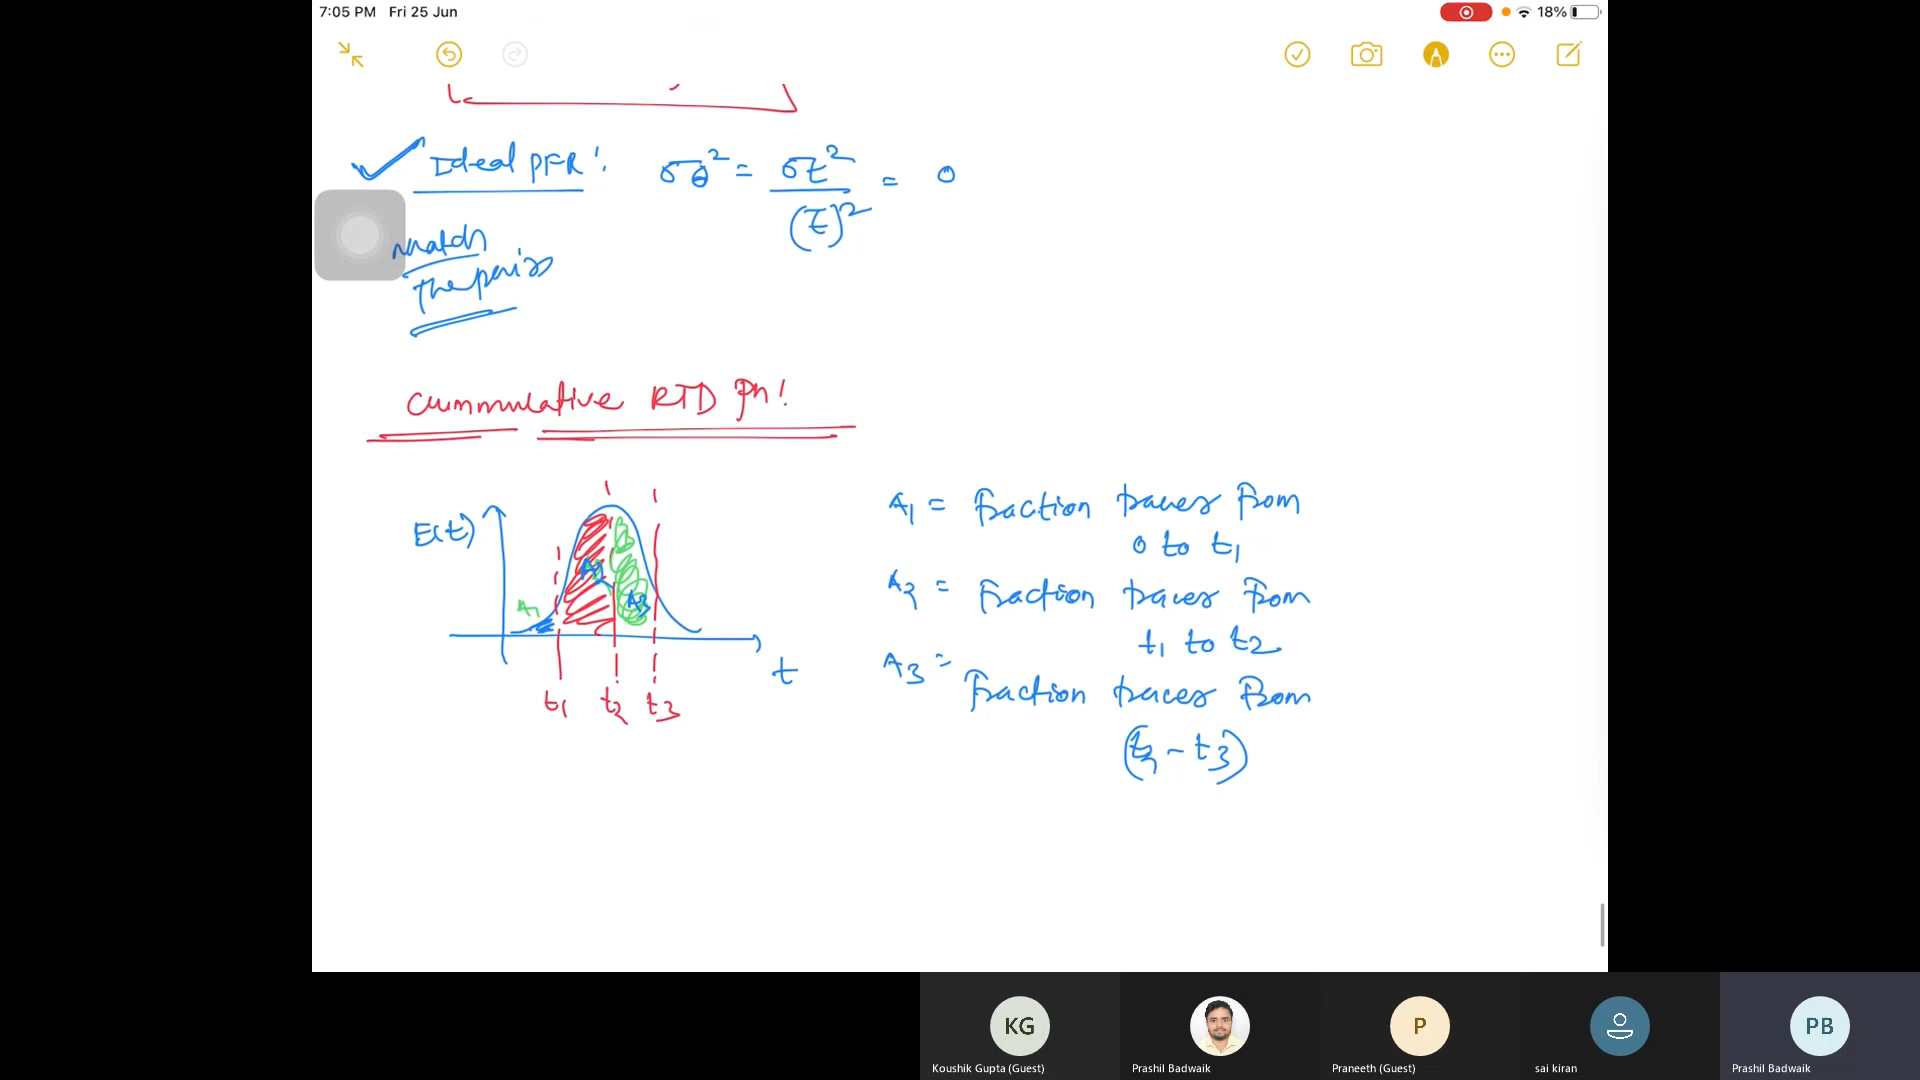 7:05 PM Fri 25 Jun
18%
Ideal PFR! σθ² = σt² / (t̄)² = 0
match
the pairs
Cummulative RTD Fn!
E(t)
A1
A2
A3
t
t1 t2 t3
A1 = fraction tracer from
0 to t1
A2 = fraction tracer from
t1 to t2
A3 =
fraction tracer from
(t2 - t3)
KG
P
PB
Koushik Gupta (Guest)
Prashil Badwaik
Praneeth (Guest)
sai kiran
Prashil Badwaik